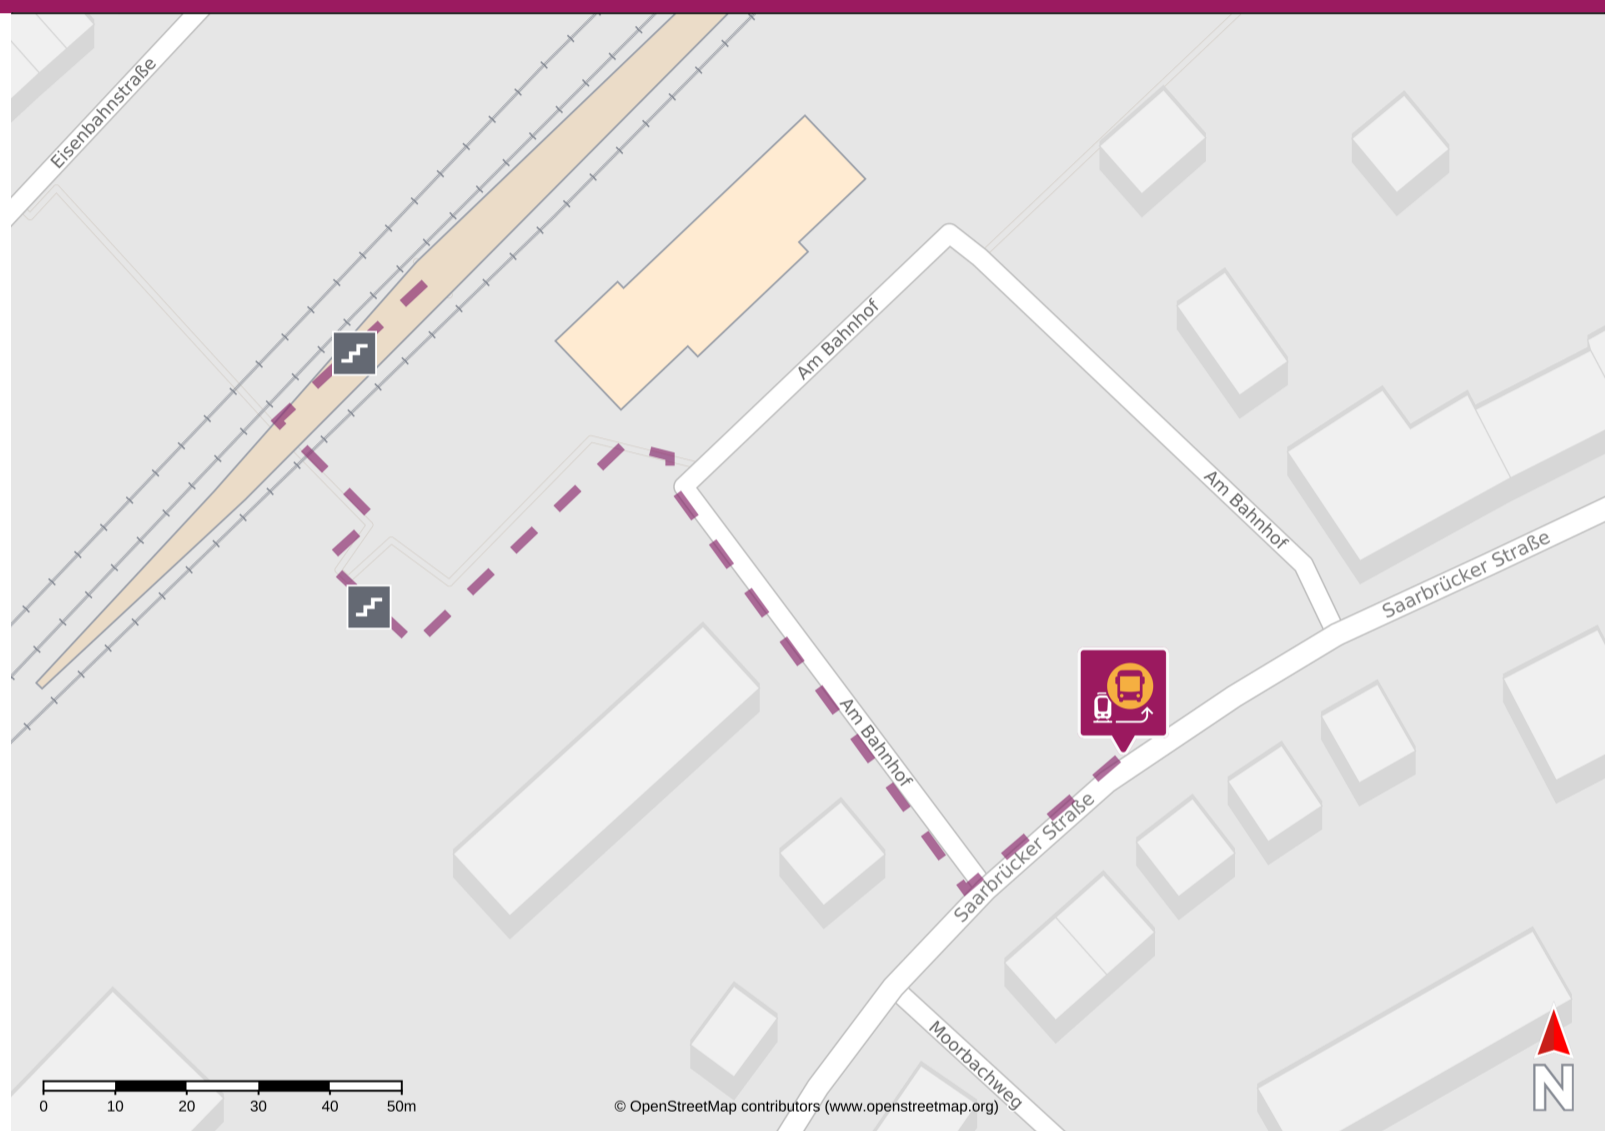 Eisenbahnstraße
Am Bahnhof
Am Bahnhof
Saarbrücker Straße
Am Bahnhof
Saarbrücker Straße
Moorbachweg
0 10 20 30 40 50m
© OpenStreetMap contributors (www.openstreetmap.org)
N